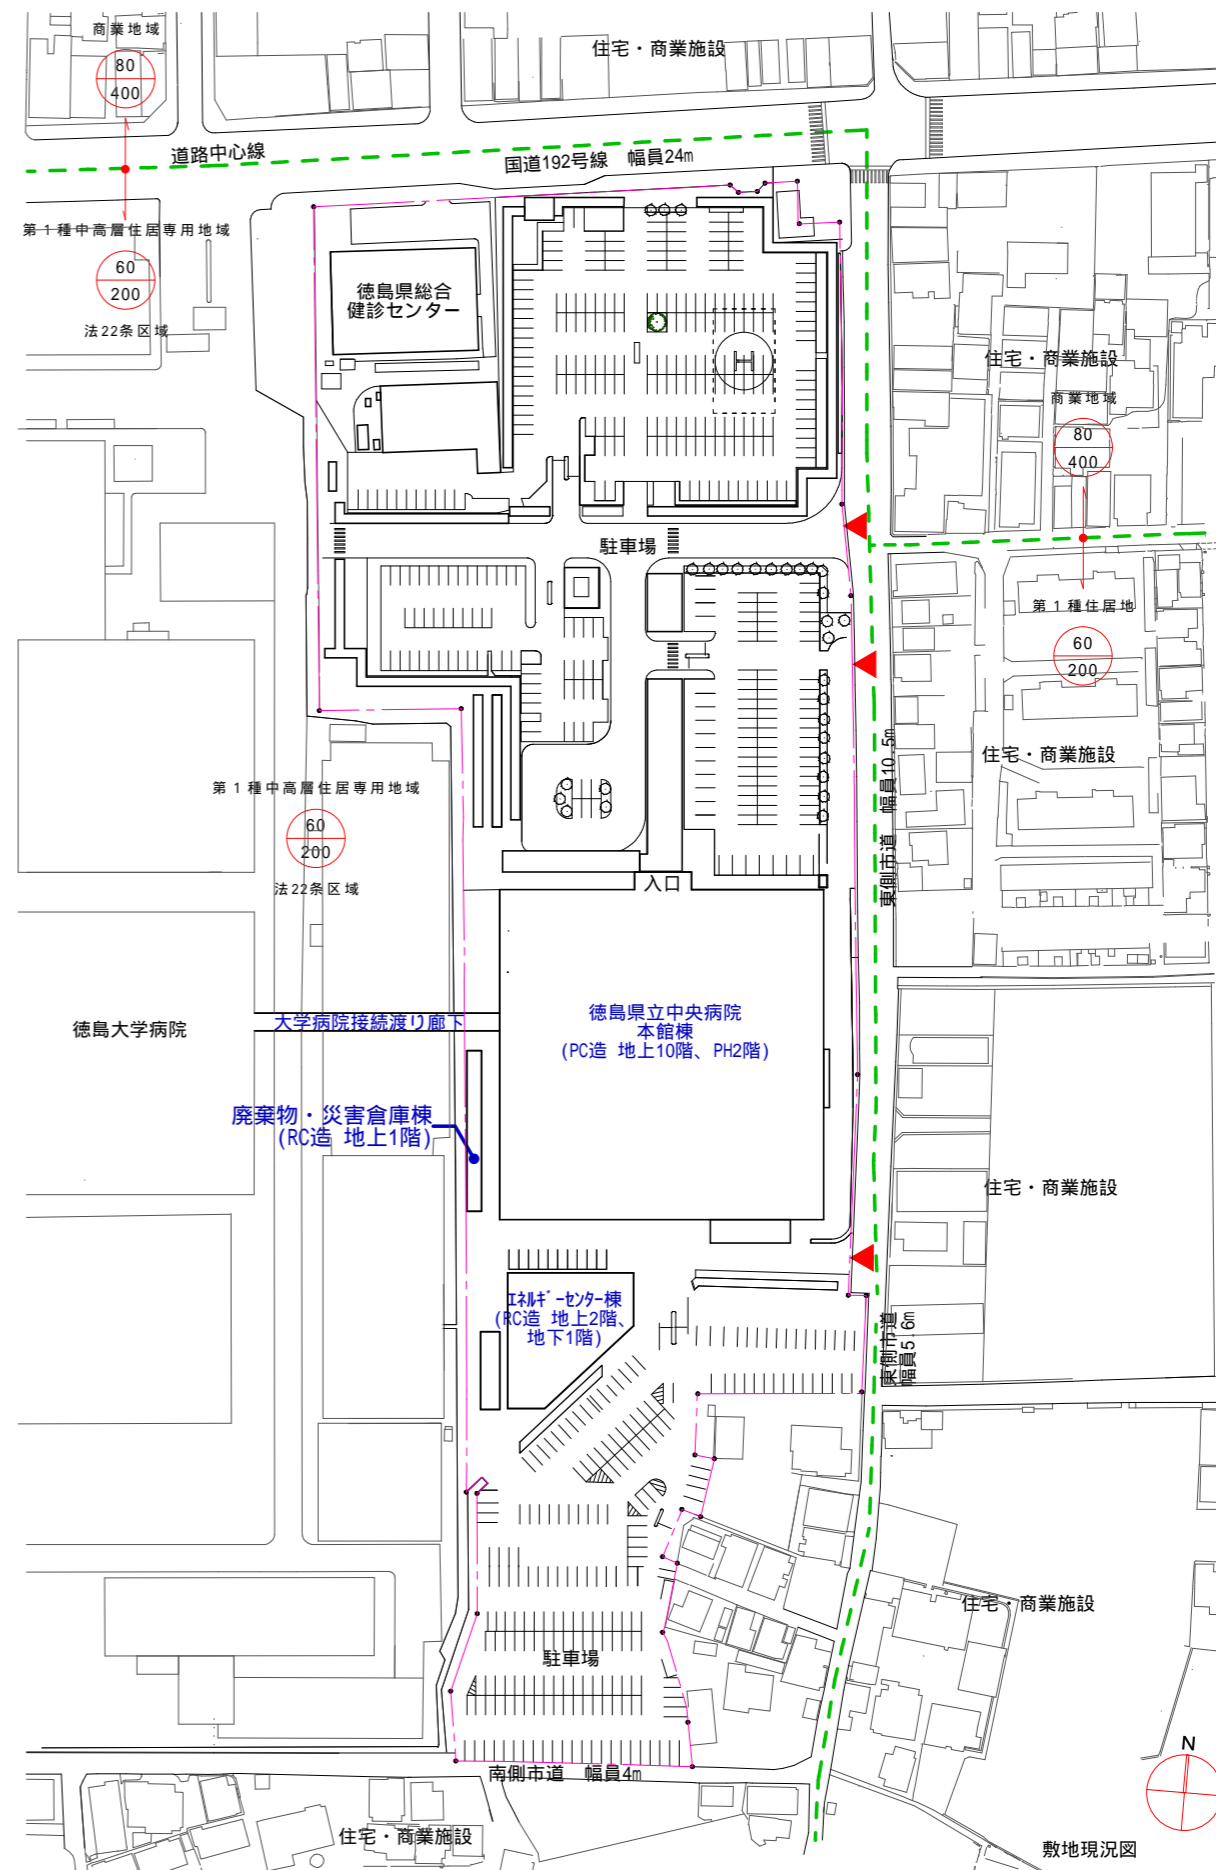 商業地域
80
400
住宅・商業施設
道路中心線
国道192号線　幅員24m
第1種中高層住居専用地域
60
200
法22条区域
徳島県総合
健診センター
H
住宅・商業施設
商業地域
80
400
駐車場
第1種住居地
60
200
住宅・商業施設
東側市道　幅員10.5m
第1種中高層住居専用地域
60
200
法22条区域
入口
徳島大学病院
大学病院接続渡り廊下
徳島県立中央病院
本館棟
(PC造 地上10階、PH2階)
廃棄物・災害倉庫棟
(RC造 地上1階)
住宅・商業施設
エネルギーセンター棟
(RC造 地上2階、
地下1階)
東側市道
幅員5.6m
住宅・商業施設
駐車場
南側市道　幅員4m
N
住宅・商業施設
敷地現況図